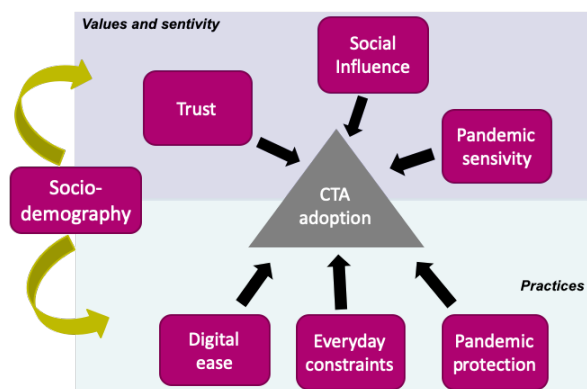 Values and sentivity
Social
Influence
Trust
Pandemic
sensivity
Socio-
demography
CTA
adoption
Practices
Digital
ease
Everyday
constraints
Pandemic
protection